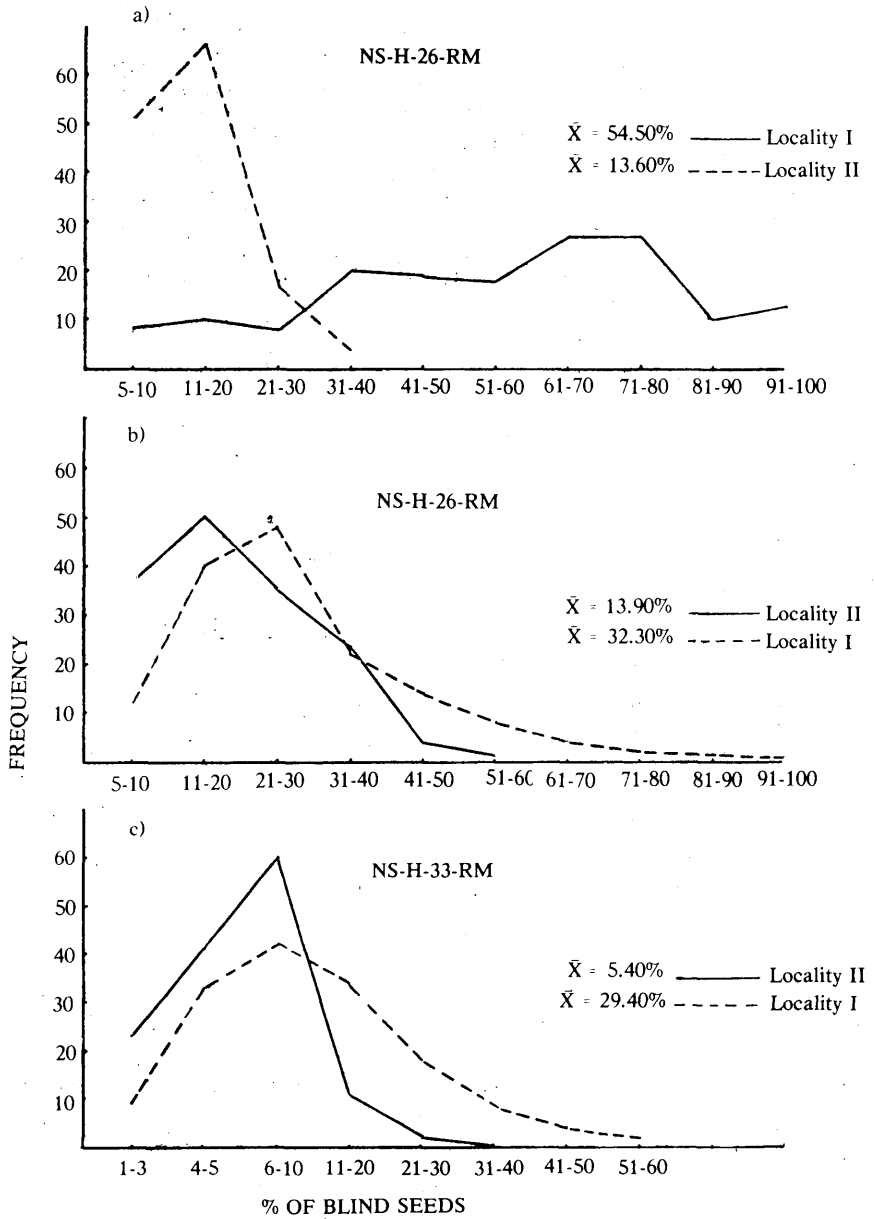 a)
NS-H-26-RM
X̄ = 54.50% Locality I
X̄ = 13.60% Locality II
60
50
40
30
20
10
5-10 11-20 21-30 31-40 41-50 51-60 61-70 71-80 81-90 91-100
b)
NS-H-26-RM
X̄ = 13.90% Locality II
X̄ = 32.30% Locality I
60
50
40
30
20
10
FREQUENCY
5-10 11-20 21-30 31-40 41-50 51-60 61-70 71-80 81-90 91-100
c)
NS-H-33-RM
X̄ = 5.40% Locality II
X̄ = 29.40% Locality I
60
50
40
30
20
10
1-3 4-5 6-10 11-20 21-30 31-40 41-50 51-60
% OF BLIND SEEDS